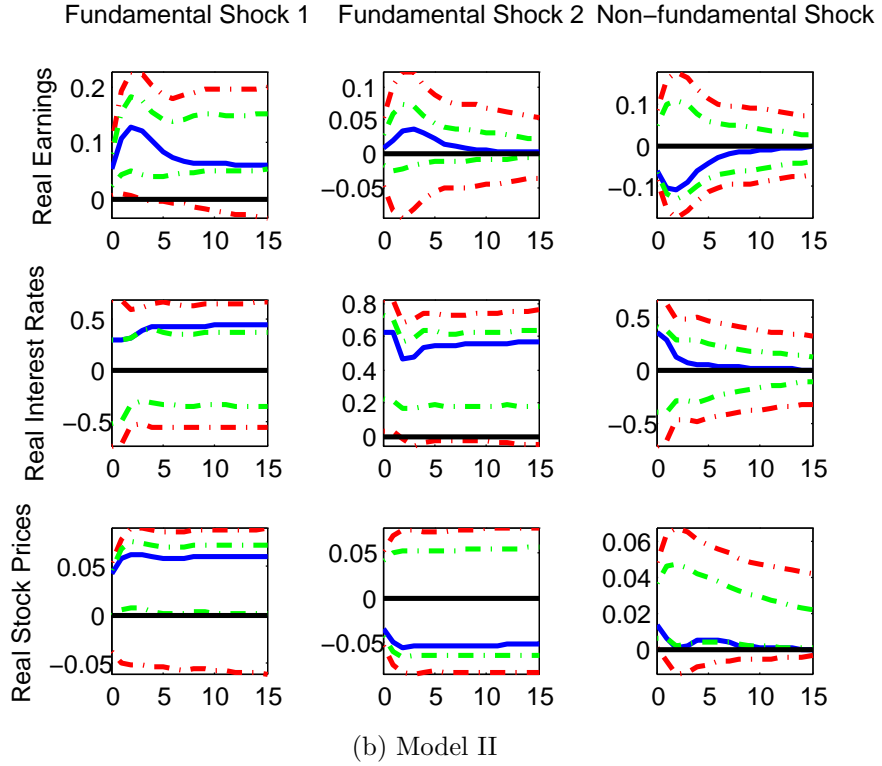 Fundamental Shock 1 Fundamental Shock 2 Non−fundamental Shock
Real Earnings
0.2
0.1
0
0 5 10 15
0.1
0.05
0
−0.05
0 5 10 15
0.1
0
−0.1
0 5 10 15
Real Interest Rates
0.5
0
−0.5
0 5 10 15
0.8
0.6
0.4
0.2
0
0 5 10 15
0.5
0
−0.5
0 5 10 15
Real Stock Prices
0.05
0
−0.05
0 5 10 15
0.05
0
−0.05
0 5 10 15
0.06
0.04
0.02
0
0 5 10 15
(b) Model II